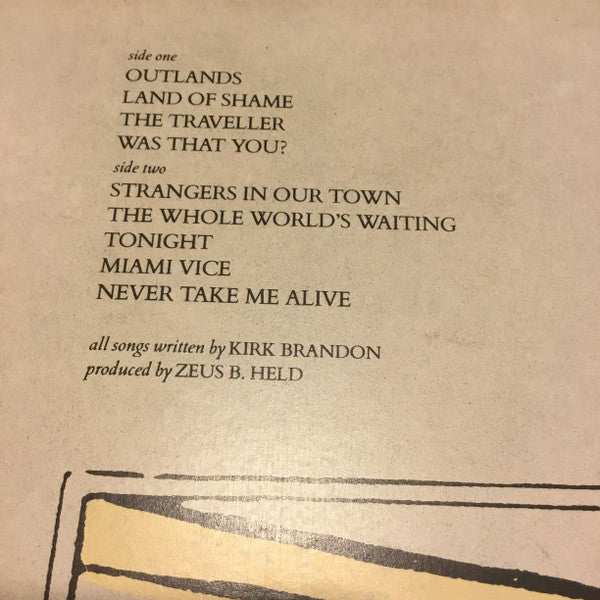 side one
OUTLANDS
LAND OF SHAME
THE TRAVELLER
WAS THAT YOU?
side two
STRANGERS IN OUR TOWN
THE WHOLE WORLD'S WAITING
TONIGHT
MIAMI VICE
NEVER TAKE ME ALIVE
all songs written by KIRK BRANDON
produced by ZEUS B. HELD